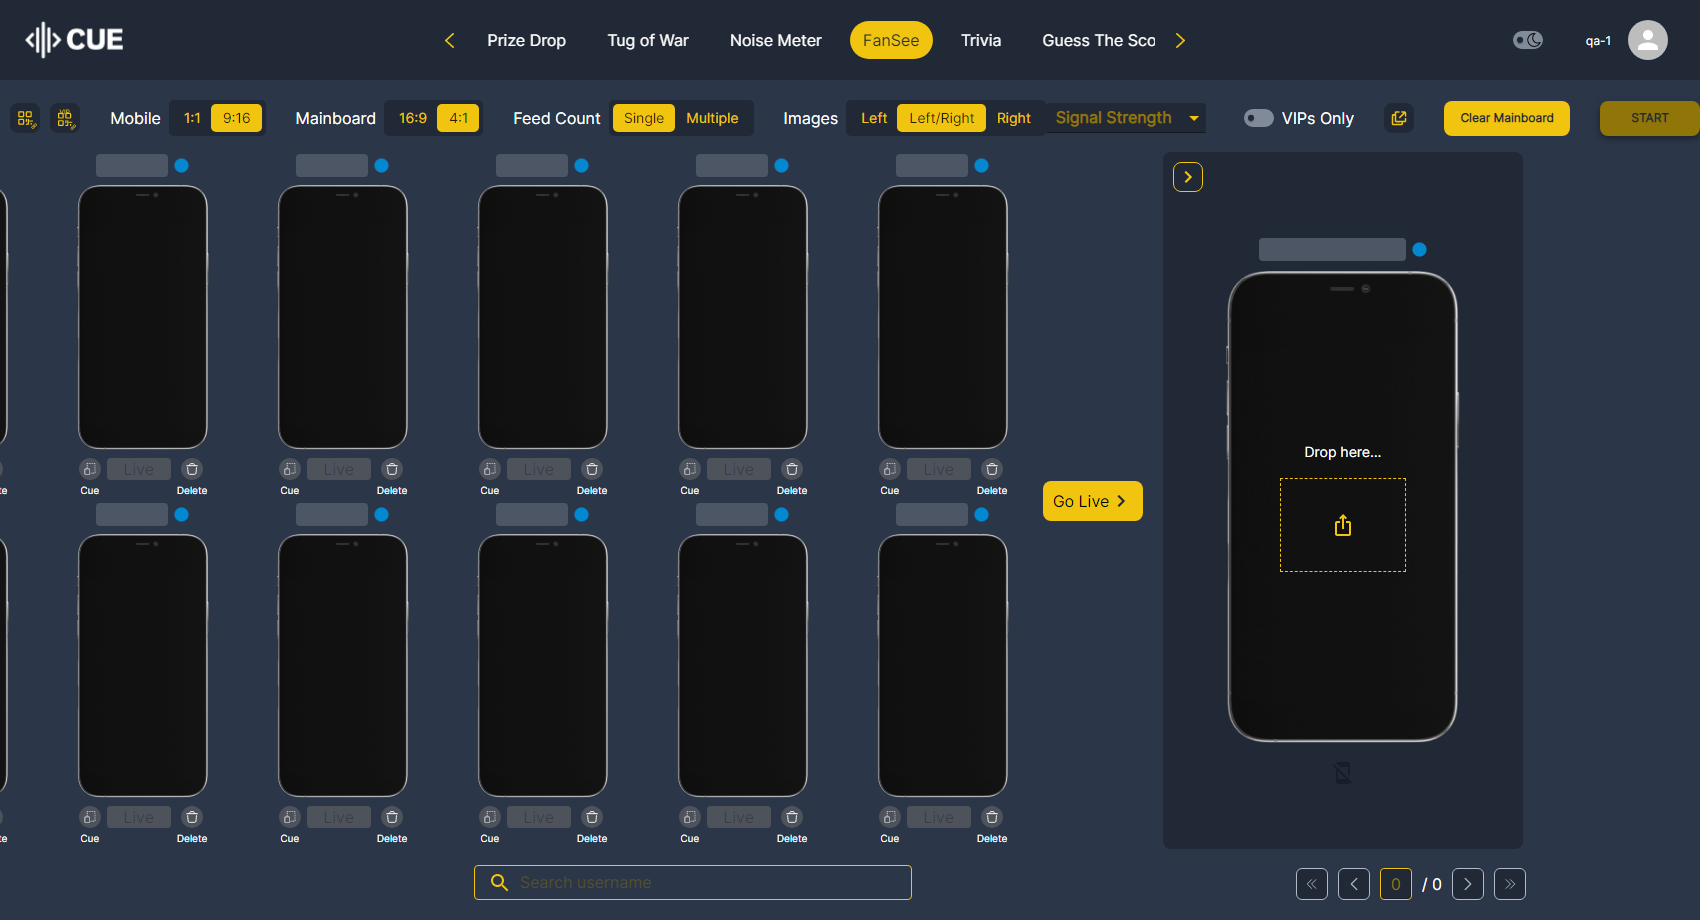 CUE
Prize Drop Tug of War Noise Meter FanSee Trivia Guess The Sco
qa-1
Mobile 1:1 9:16 Mainboard 16:9 4:1 Feed Count Single Multiple Images Left Left/Right Right Signal Strength VIPs Only Clear Mainboard START
Drop here...
te Live Live Live Live Live
Cue Delete Cue Delete Cue Delete Cue Delete Cue Delete
Go Live
te Live Live Live Live Live
Cue Delete Cue Delete Cue Delete Cue Delete Cue Delete
Search username
0 / 0